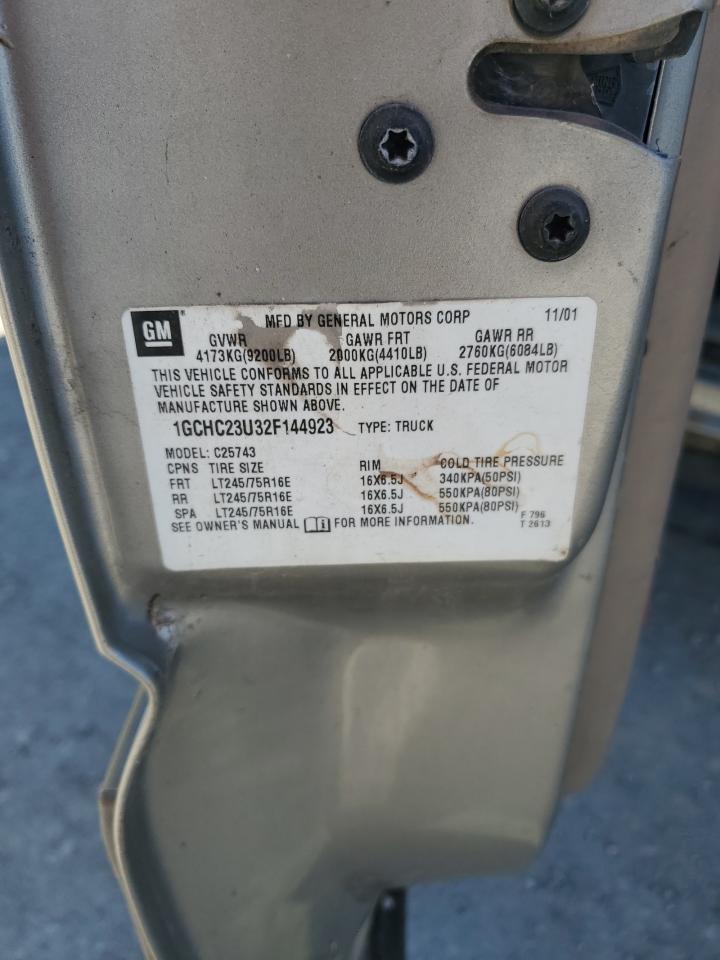 GM
MFD BY GENERAL MOTORS CORP 11/01
GVWR GAWR FRT GAWR RR
4173KG(9200LB) 2000KG(4410LB) 2760KG(6084LB)
THIS VEHICLE CONFORMS TO ALL APPLICABLE U.S. FEDERAL MOTOR
VEHICLE SAFETY STANDARDS IN EFFECT ON THE DATE OF
MANUFACTURE SHOWN ABOVE.
1GCHC23U32F144923 TYPE: TRUCK
MODEL: C25743
CPNS TIRE SIZE RIM COLD TIRE PRESSURE
FRT LT245/75R16E 16X6.5J 340KPA(50PSI)
RR LT245/75R16E 16X6.5J 550KPA(80PSI)
SPA LT245/75R16E 16X6.5J 550KPA(80PSI)
SEE OWNER'S MANUAL FOR MORE INFORMATION.
F 796
T 2613